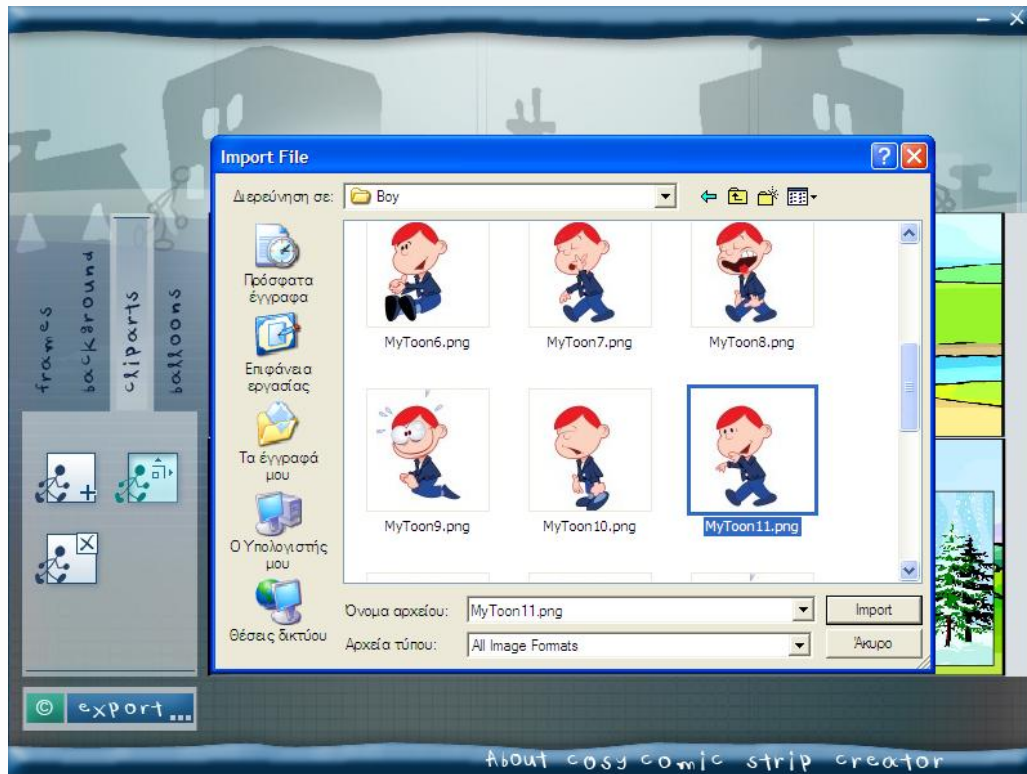 Import File
Διερεύνηση σε:
Boy
Πρόσφατα
έγγραφα
Επιφάνεια
εργασίας
Τα έγγραφά
μου
Ο Υπολογιστής
μου
Θέσεις δικτύου
MyToon6.png
MyToon7.png
MyToon8.png
MyToon9.png
MyToon10.png
MyToon11.png
Όνομα αρχείου:
MyToon11.png
Import
Αρχεία τύπου:
All Image Formats
Άκυρο
frames
background
cliparts
balloons
© export...
About cosy comic strip creator